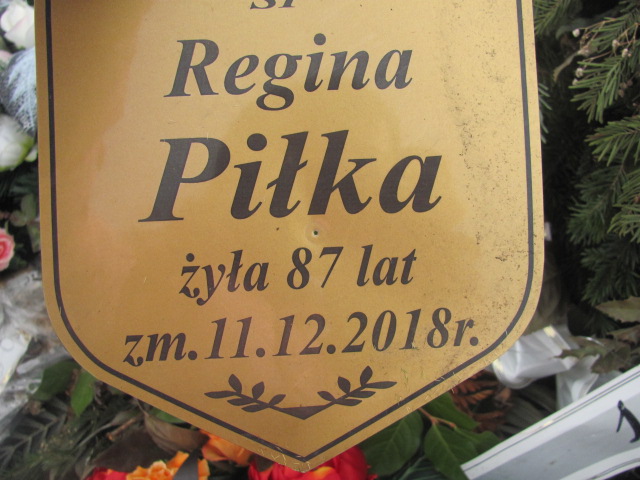 Regina
Piłka
żyła 87 lat
zm. 11.12.2018r.